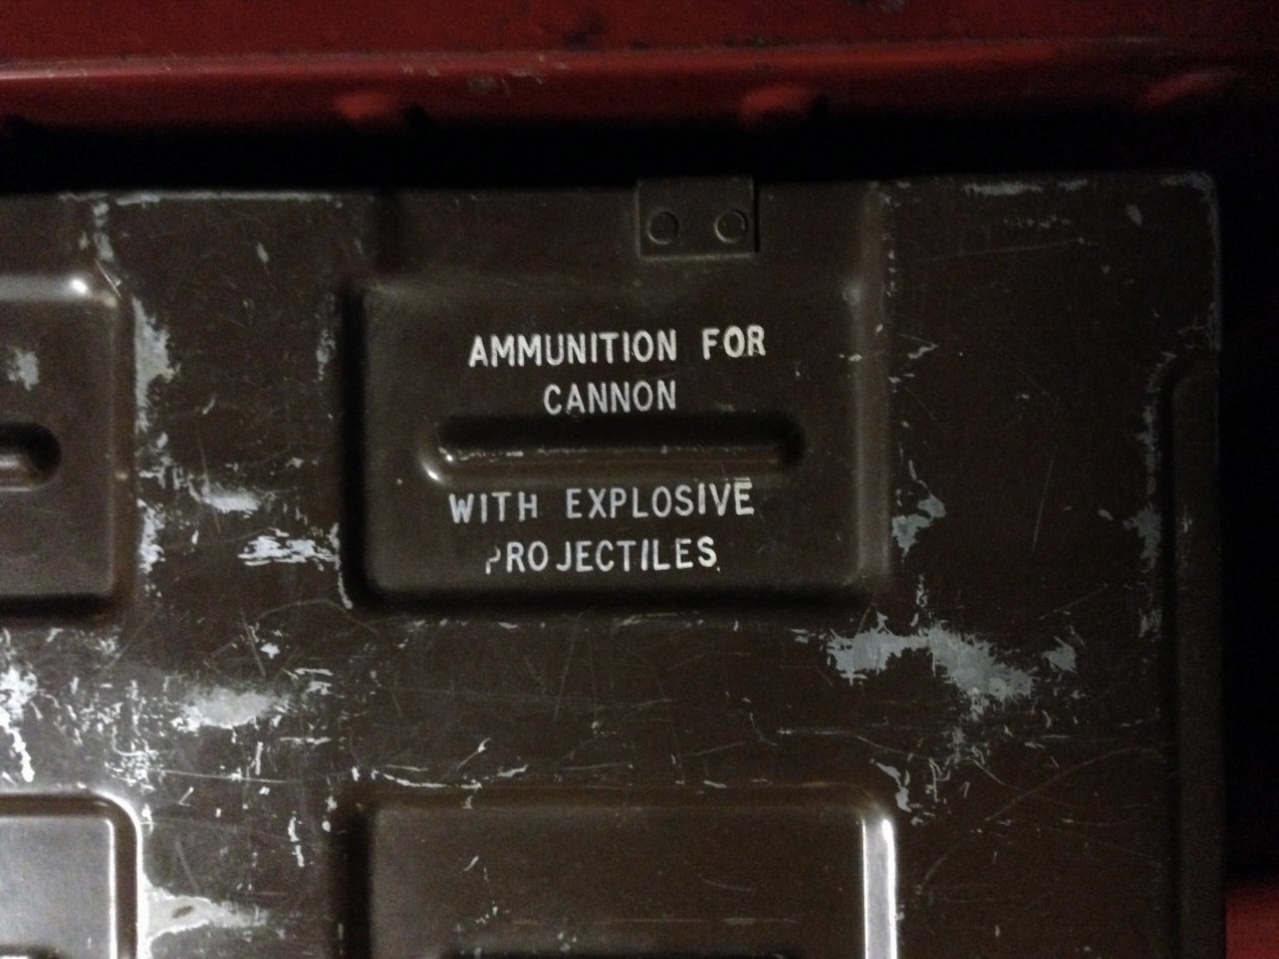 AMMUNITION FOR
CANNON
WITH EXPLOSIVE
PROJECTILES